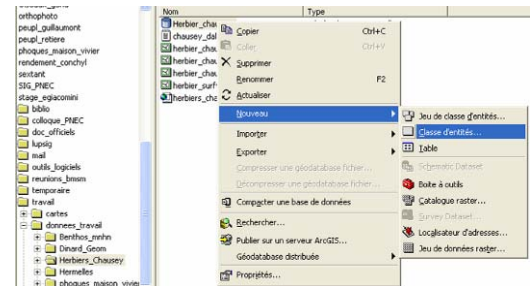 orthophoto
peupl_guillaumont
peupl_retiere
phoques_maison_vivier
rendement_conchyl
sextant
SIG_PNEC
stage_egiacomini
biblio
colloque_PNEC
doc_officiels
lupsig
mail
outils_logiciels
reunions_bmsm
temporaire
travail
cartes
donnees_travail
Benthos_mnhn
Dinard_Geom
Herbiers_Chausey
Hermelles
phoques_maison_vivier
Nom
Type
Herbier_chau
chausey_dal
herbier_chau
herbier_chau
herbier_chau
herbier_surf
herbiers_cha
Copier Ctrl+C
Coller Ctrl+V
Supprimer
Renommer F2
Actualiser
Nouveau
Importer
Exporter
Compresser une géodatabase fichier...
Décompresser une géodatabase fichier...
Compacter une base de données
Rechercher...
Publier sur un serveur ArcGIS...
Géodatabase distribuée
Propriétés...
Jeu de classe d'entités...
Classe d'entités...
Table
Schematic Dataset
Boîte à outils
Catalogue raster...
Survey Dataset...
Localisateur d'adresses...
Jeu de données raster...